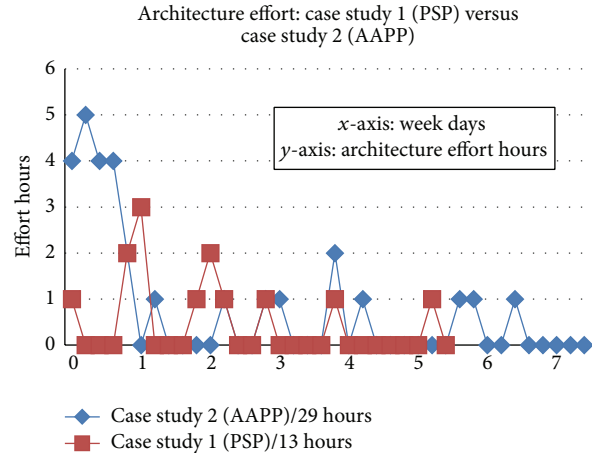 Architecture effort: case study 1 (PSP) versus
case study 2 (AAPP)
6
5
4
3
2
1
0
Effort hours
x-axis: week days
y-axis: architecture effort hours
0 1 2 3 4 5 6 7
Case study 2 (AAPP)/29 hours
Case study 1 (PSP)/13 hours